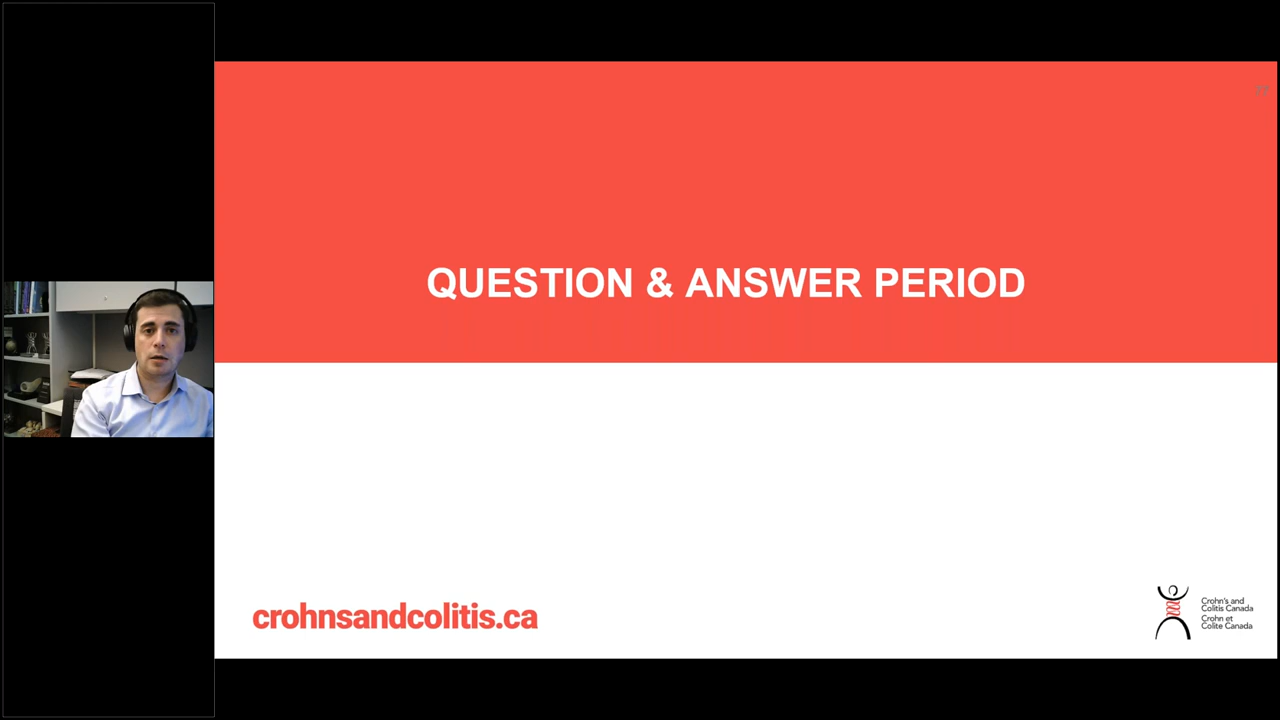 QUESTION & ANSWER PERIOD
crohnsandcolitis.ca
Crohn's and
Colitis Canada
Crohn et
Colite Canada